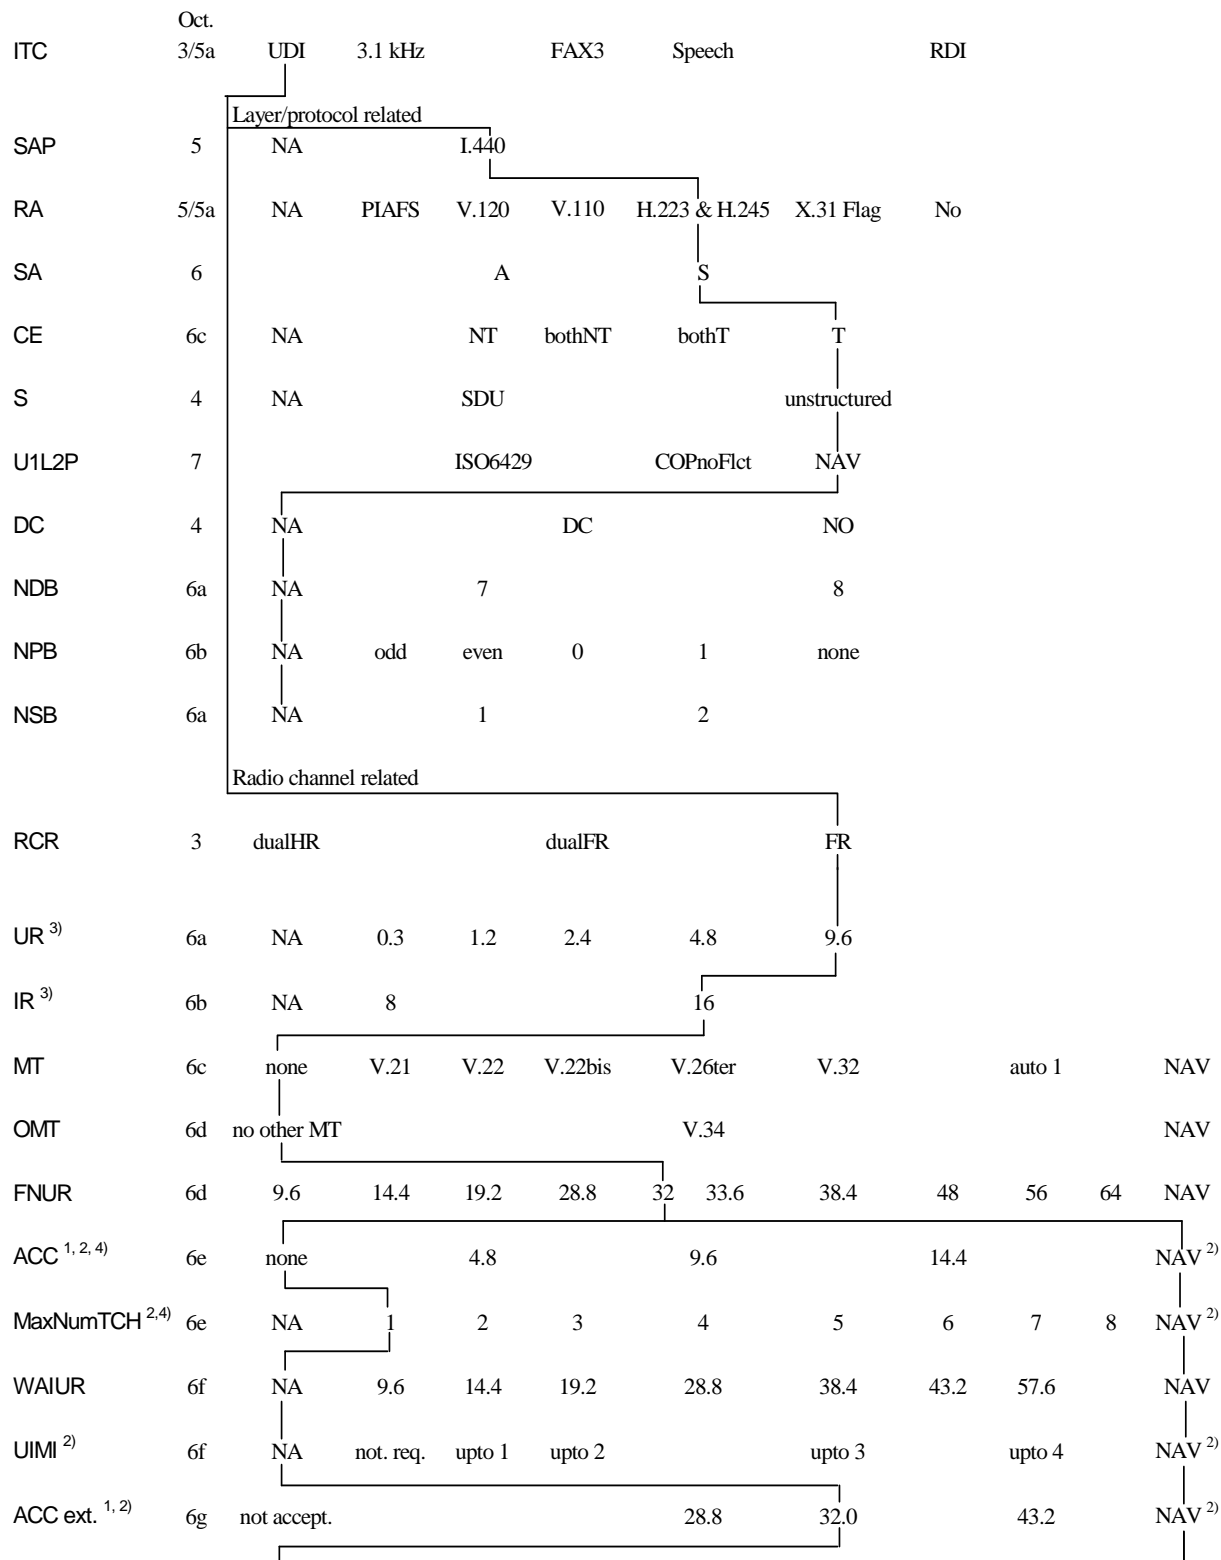 Oct.
ITC 3/5a UDI 3.1 kHz FAX3 Speech RDI
Layer/protocol related
SAP 5 NA I.440
RA 5/5a NA PIAFS V.120 V.110 H.223 & H.245 X.31 Flag No
SA 6 A S
CE 6c NA NT bothNT bothT T
S 4 NA SDU unstructured
U1L2P 7 ISO6429 COPnoFlct NAV
DC 4 NA DC NO
NDB 6a NA 7 8
NPB 6b NA odd even 0 1 none
NSB 6a NA 1 2
Radio channel related
RCR 3 dualHR dualFR FR
UR 3) 6a NA 0.3 1.2 2.4 4.8 9.6
IR 3) 6b NA 8 16
MT 6c none V.21 V.22 V.22bis V.26ter V.32 auto 1 NAV
OMT 6d no other MT V.34 NAV
FNUR 6d 9.6 14.4 19.2 28.8 32 33.6 38.4 48 56 64 NAV
ACC 1, 2, 4) 6e none 4.8 9.6 14.4 NAV 2)
MaxNumTCH 2,4) 6e NA 1 2 3 4 5 6 7 8 NAV 2)
WAIUR 6f NA 9.6 14.4 19.2 28.8 38.4 43.2 57.6 NAV
UIMI 2) 6f NA not. req. upto 1 upto 2 upto 3 upto 4 NAV 2)
ACC ext. 1, 2) 6g not accept. 28.8 32.0 43.2 NAV 2)